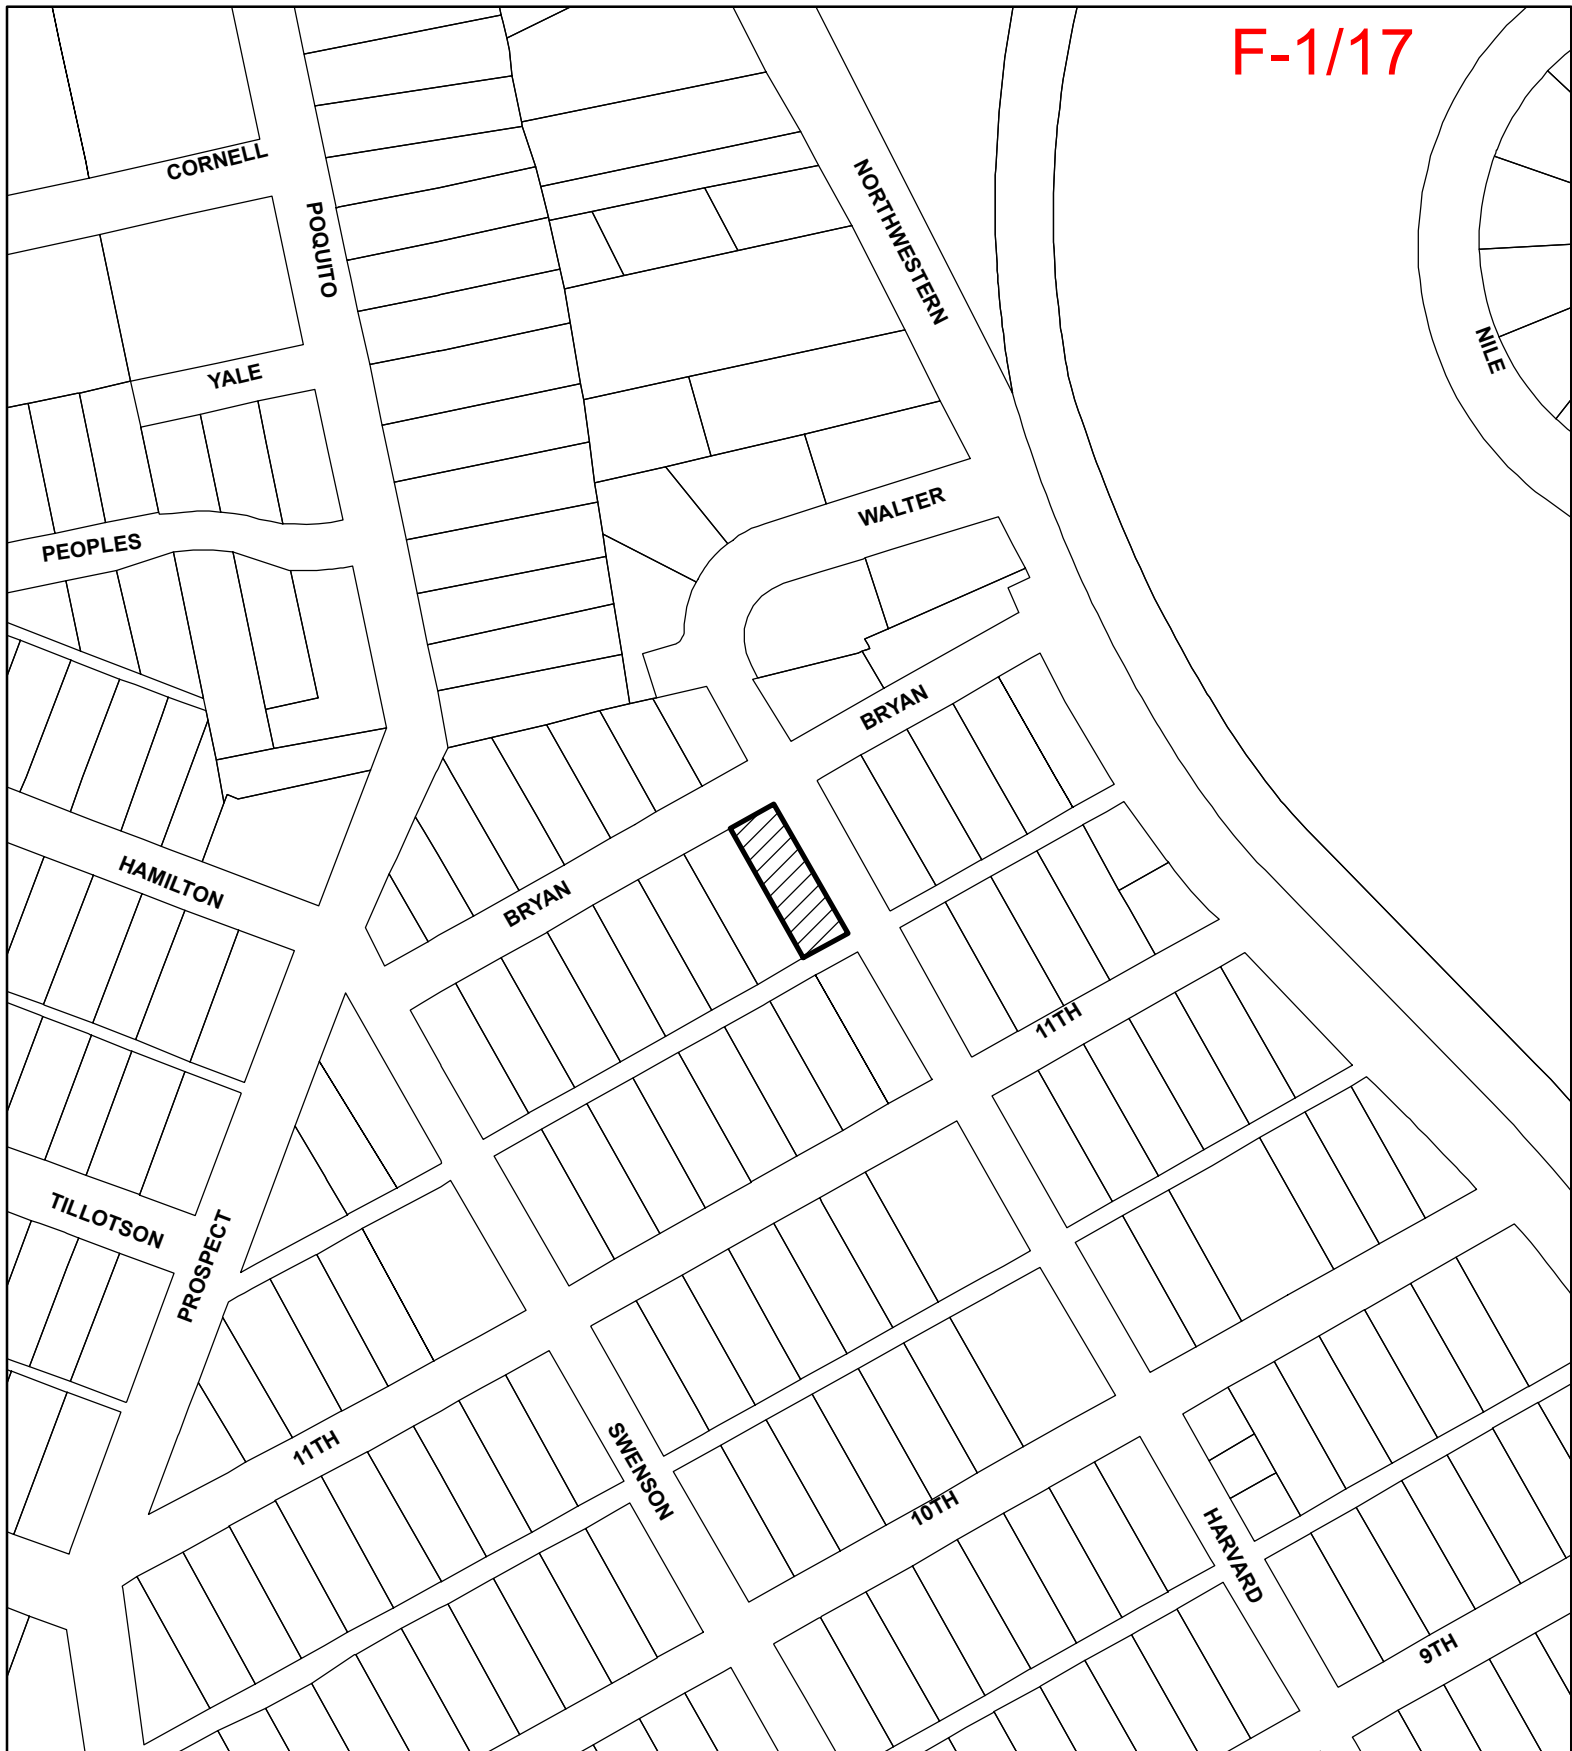 F-1/17
CORNELL
POQUITO
NORTHWESTERN
NILE
YALE
WALTER
PEOPLES
BRYAN
HAMILTON
BRYAN
11TH
TILLOTSON
PROSPECT
11TH
SWENSON
10TH
HARVARD
9TH